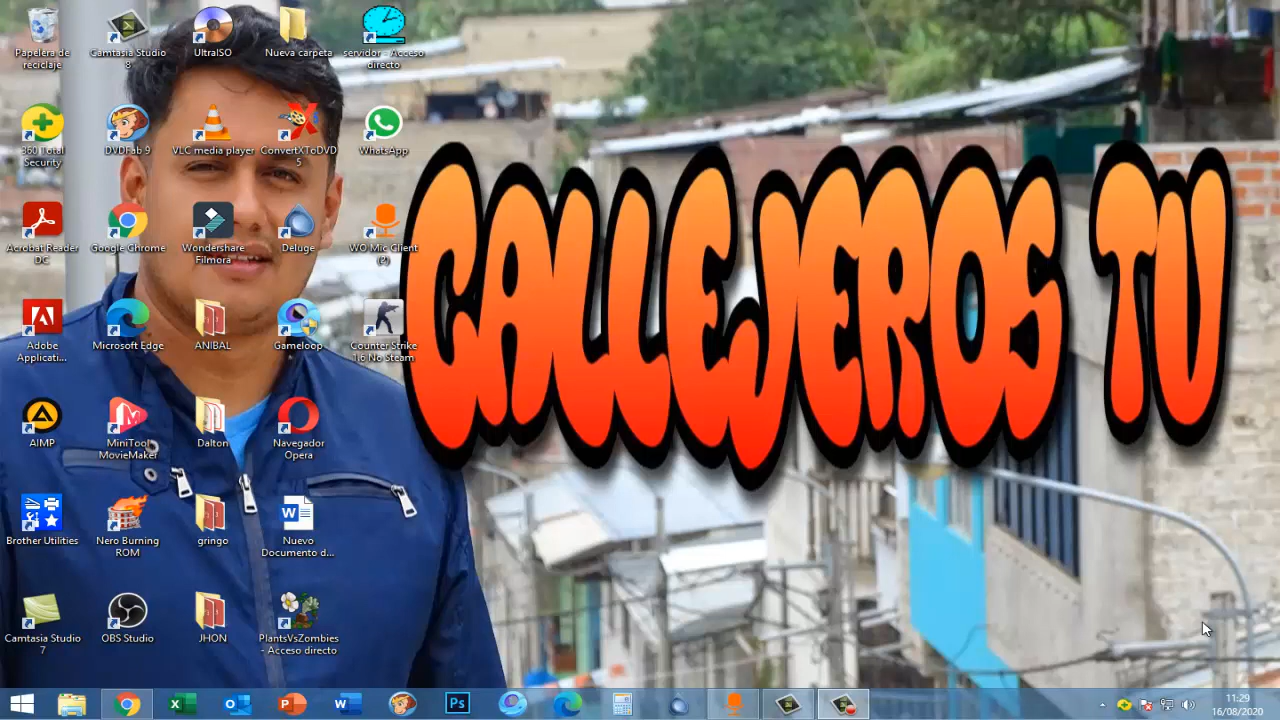 Papelera de
reciclaje
Camtasia Studio
8
UltraISO
Nueva carpeta
servidor - Acceso
directo
360 Total
Security
DVDFab 9
VLC media player
ConvertXToDVD
5
WhatsApp
Acrobat Reader
DC
Google Chrome
Wondershare
Filmora
Deluge
WO Mic Client
(2)
Adobe
Applicati...
Microsoft Edge
ANIBAL
Gameloop
Counter Strike
1.6 No Steam
AIMP
MiniTool
MovieMaker
Dalton
Navegador
Opera
Brother Utilities
Nero Burning
ROM
gringo
Nuevo
Documento d...
Camtasia Studio
7
OBS Studio
JHON
PlantsVsZombies
- Acceso directo
CALLEJEROS TU
11:29
16/08/2020